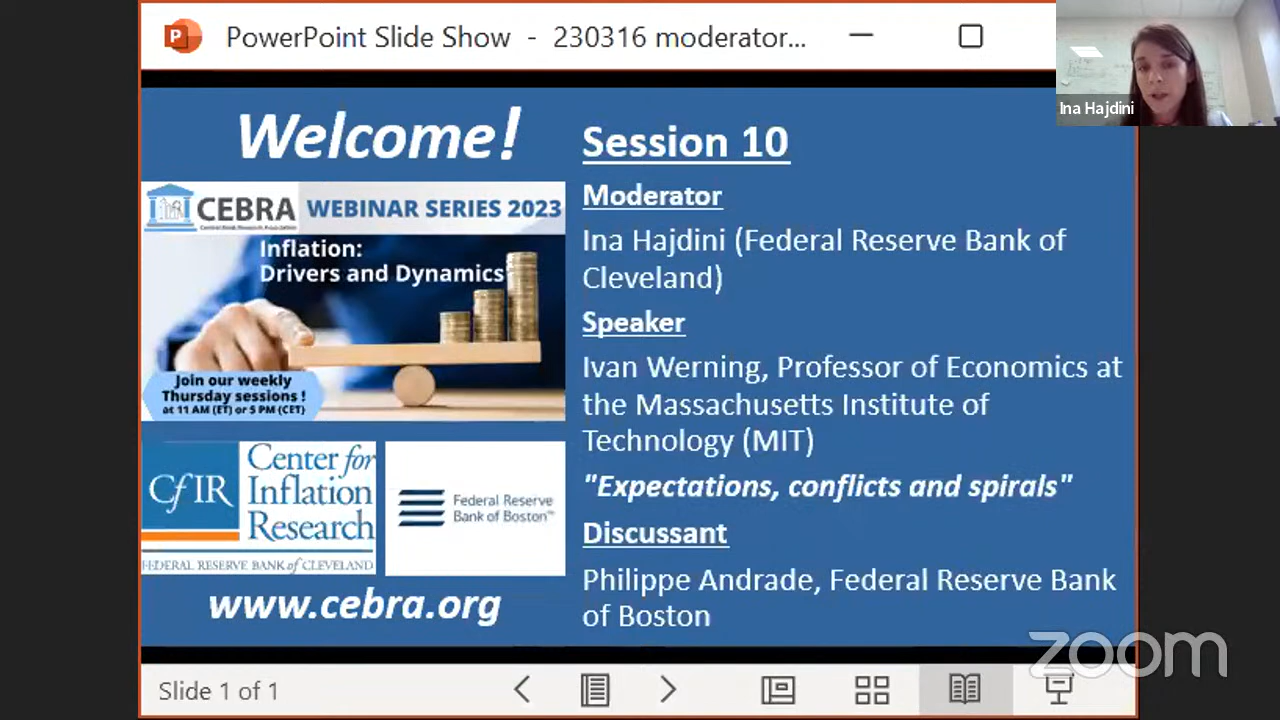 PowerPoint Slide Show - 230316 moderator...
Ina Hajdini
Welcome!
CEBRA
WEBINAR SERIES 2023
Inflation:
Drivers and Dynamics
Join our weekly
Thursday sessions !
at 11 AM (ET) or 5 PM (CET)
CfIR
Center for
Inflation
Research
FEDERAL RESERVE BANK of CLEVELAND
Federal Reserve
Bank of Boston™
www.cebra.org
Session 10
Moderator
Ina Hajdini (Federal Reserve Bank of
Cleveland)
Speaker
Ivan Werning, Professor of Economics at
the Massachusetts Institute of
Technology (MIT)
"Expectations, conflicts and spirals"
Discussant
Philippe Andrade, Federal Reserve Bank
of Boston
zoom
Slide 1 of 1